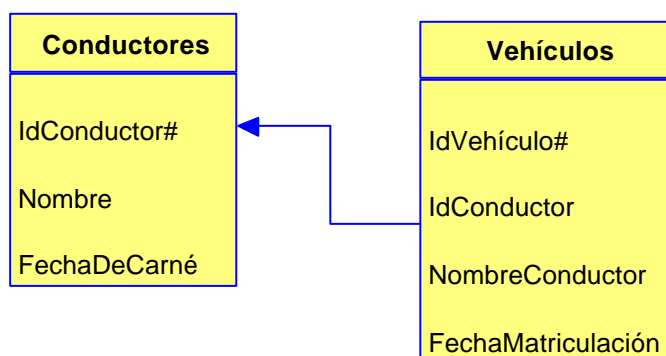 Conductores
IdConductor#
Nombre
FechaDeCarné
Vehículos
IdVehículo#
IdConductor
NombreConductor
FechaMatriculación